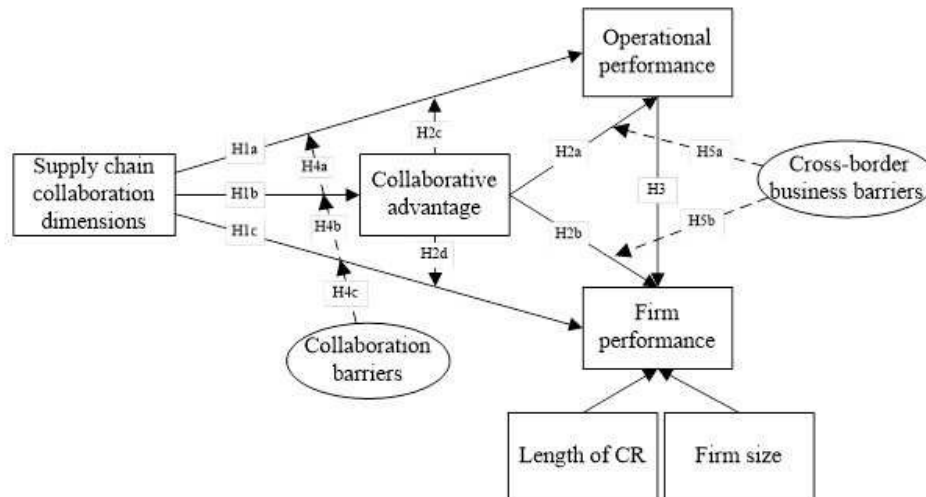 Operational
performance
H1a
H2c
H4a
H2a
H5a
Supply chain
collaboration
dimensions
H1b
Collaborative
advantage
H3
Cross-border
business barriers
H4b
H1c
H2d
H2b
H5b
H4c
Firm
performance
Collaboration
barriers
Length of CR
Firm size